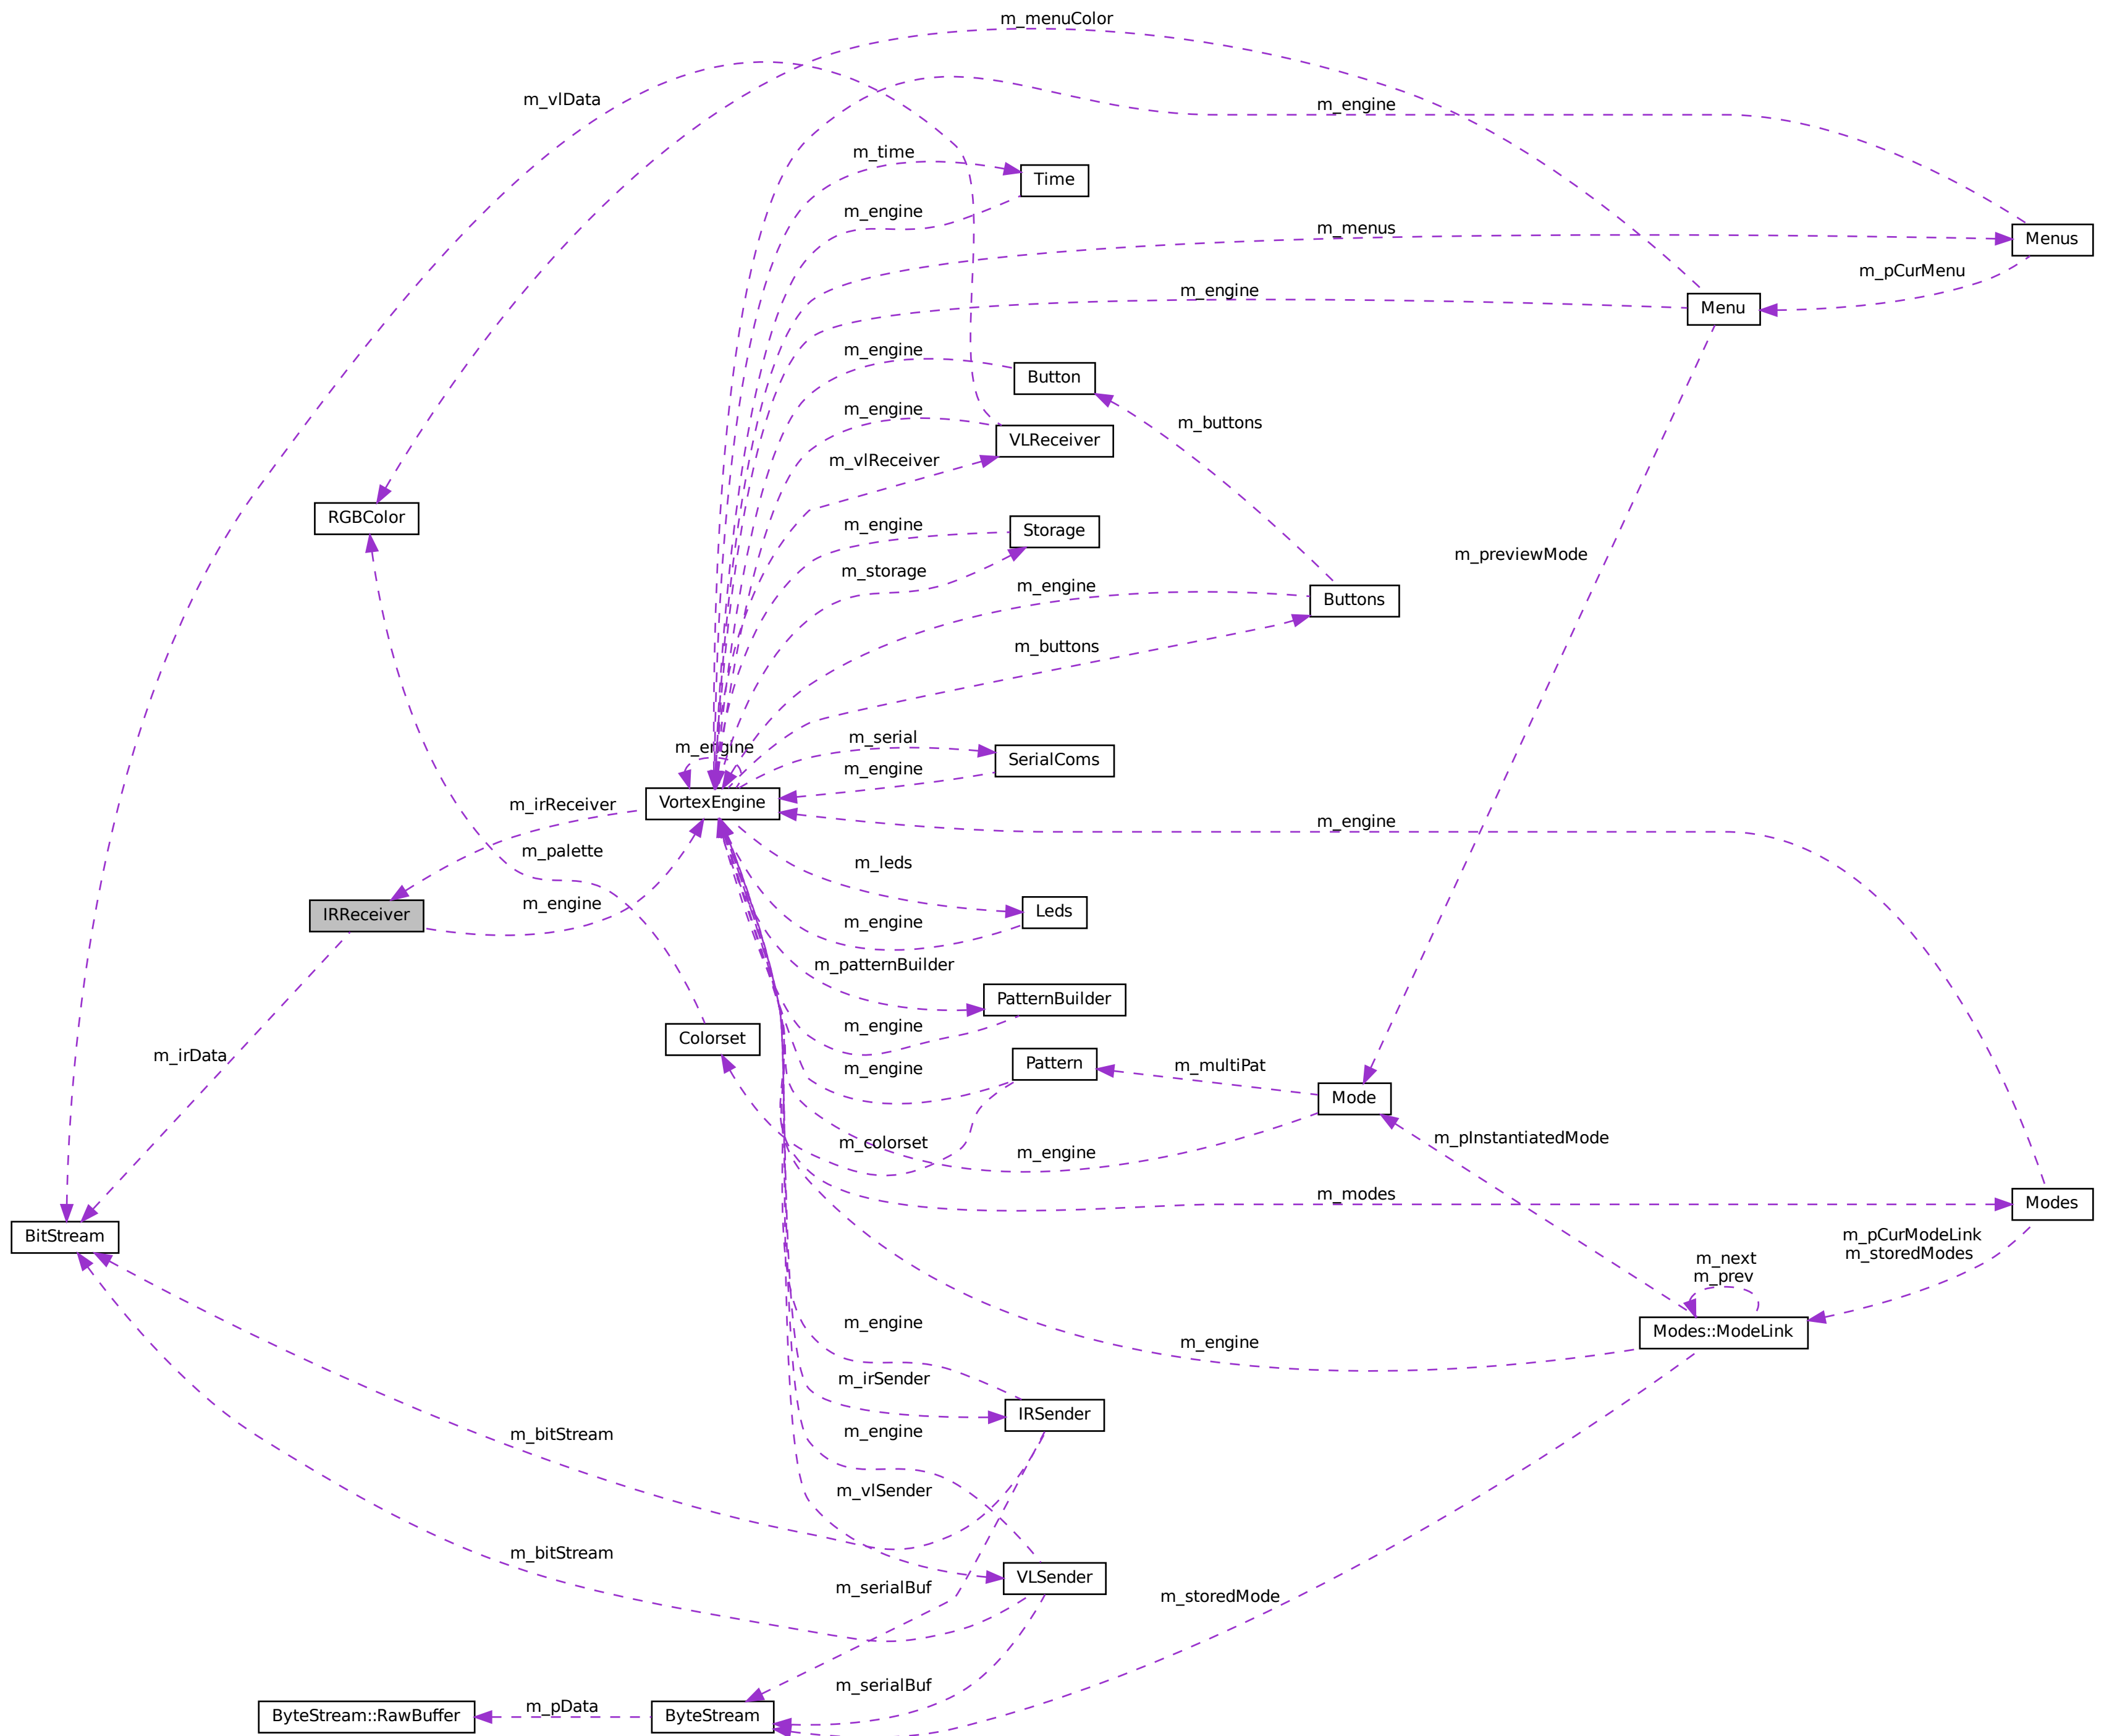 m_menuColor
m_vlData
m_engine
m_time
Time
m_engine
m_menus
Menus
m_pCurMenu
m_engine
Menu
m_engine
Button
m_engine
VLReceiver
m_buttons
m_vlReceiver
RGBColor
m_engine
Storage
m_previewMode
m_storage
m_engine
Buttons
m_buttons
m_serial
m_engine
SerialComs
m_engine
VortexEngine
m_irReceiver
m_engine
m_palette
m_leds
IRReceiver
m_engine
Leds
m_engine
m_patternBuilder
PatternBuilder
m_engine
Colorset
m_irData
m_engine
Pattern
m_multiPat
Mode
m_colorset
m_engine
m_pInstantiatedMode
m_modes
Modes
BitStream
m_pCurModeLink
m_storedModes
m_next
m_prev
m_engine
Modes::ModeLink
m_engine
m_irSender
IRSender
m_bitStream
m_engine
m_vlSender
m_bitStream
VLSender
m_serialBuf
m_storedMode
m_serialBuf
ByteStream::RawBuffer
m_pData
ByteStream